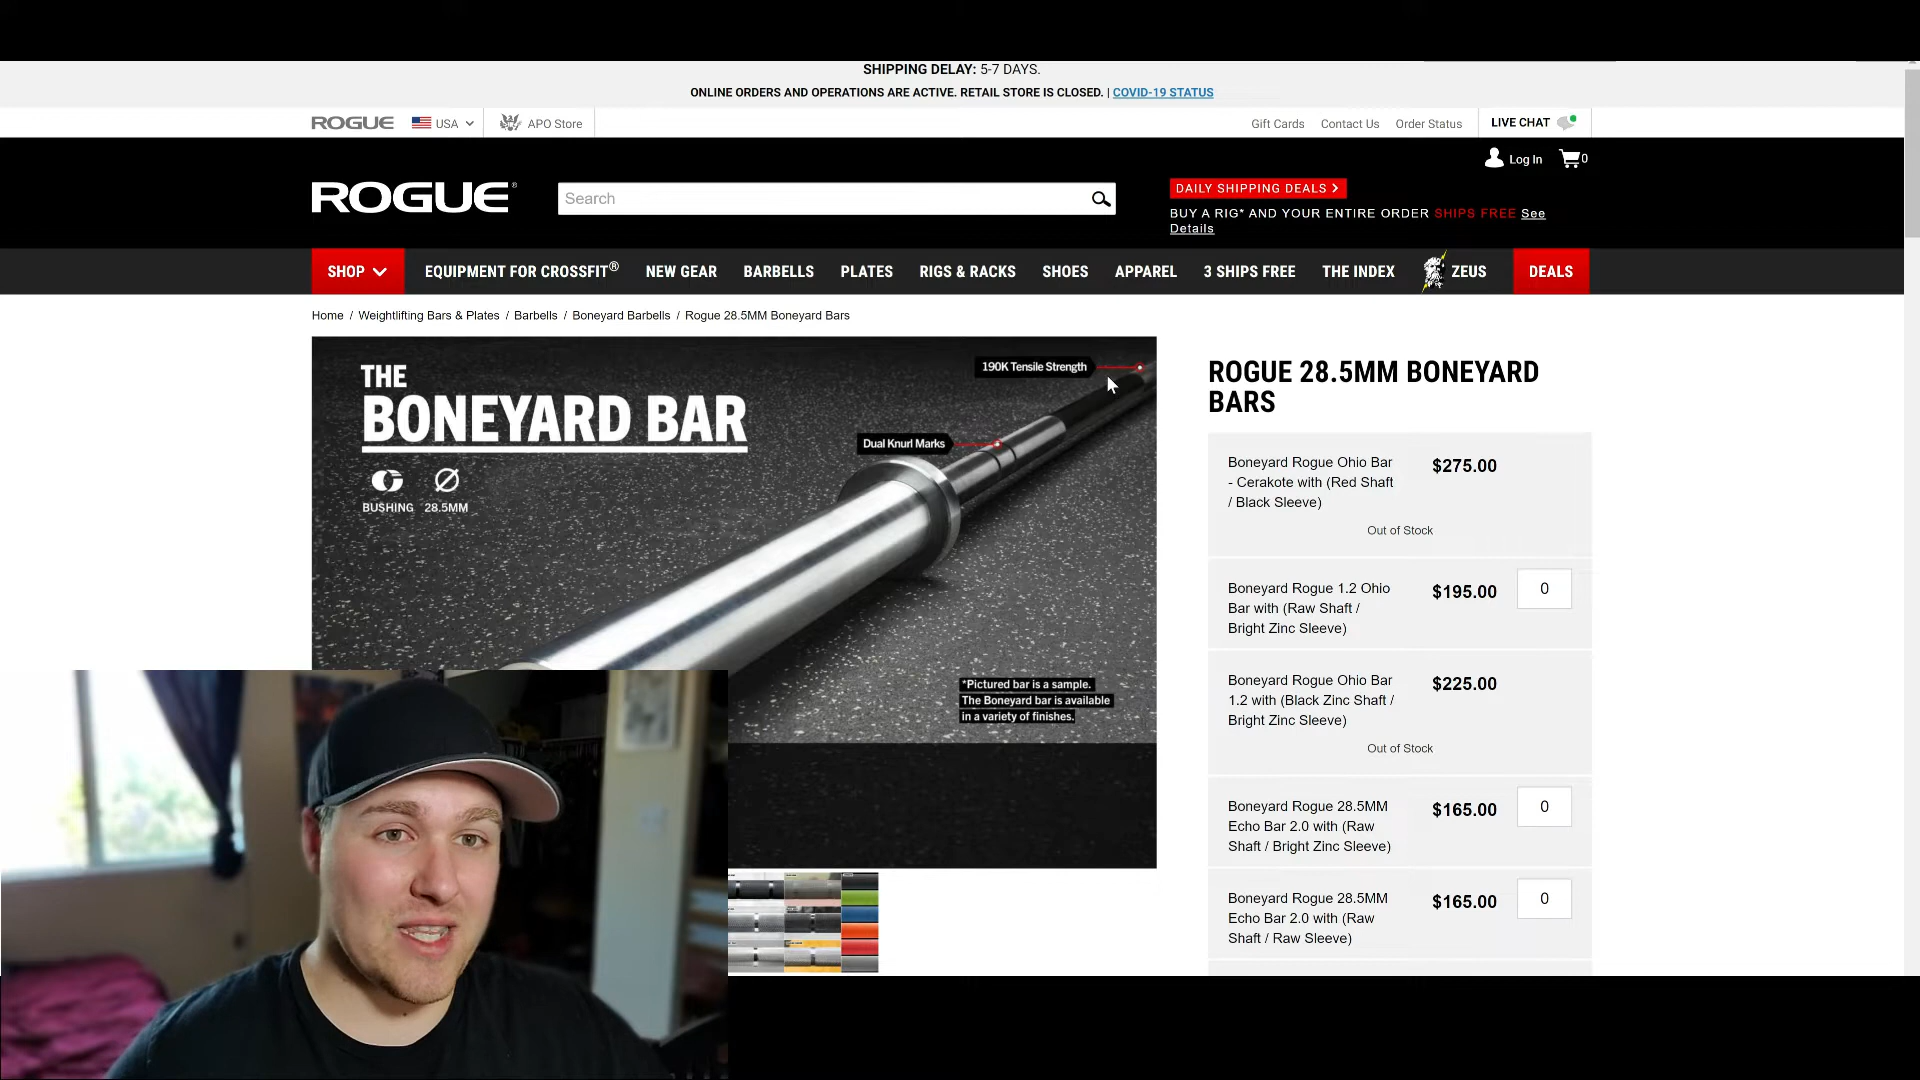 SHIPPING DELAY: 5-7 DAYS.
ONLINE ORDERS AND OPERATIONS ARE ACTIVE. RETAIL STORE IS CLOSED. | COVID-19 STATUS
ROGUE USA APO Store Gift Cards Contact Us Order Status LIVE CHAT
Log In 0
ROGUE® Search
DAILY SHIPPING DEALS >
BUY A RIG* AND YOUR ENTIRE ORDER SHIPS FREE See
Details
SHOP EQUIPMENT FOR CROSSFIT® NEW GEAR BARBELLS PLATES RIGS & RACKS SHOES APPAREL 3 SHIPS FREE THE INDEX ZEUS DEALS
Home / Weightlifting Bars & Plates / Barbells / Boneyard Barbells / Rogue 28.5MM Boneyard Bars
THE
BONEYARD BAR
BUSHING 28.5MM
190K Tensile Strength
Dual Knurl Marks
*Pictured bar is a sample.
The Boneyard bar is available
in a variety of finishes.
ROGUE 28.5MM BONEYARD
BARS
Boneyard Rogue Ohio Bar
- Cerakote with (Red Shaft
/ Black Sleeve)
$275.00
Out of Stock
Boneyard Rogue 1.2 Ohio
Bar with (Raw Shaft /
Bright Zinc Sleeve)
$195.00 0
Boneyard Rogue Ohio Bar
1.2 with (Black Zinc Shaft /
Bright Zinc Sleeve)
$225.00
Out of Stock
Boneyard Rogue 28.5MM
Echo Bar 2.0 with (Raw
Shaft / Bright Zinc Sleeve)
$165.00 0
Boneyard Rogue 28.5MM
Echo Bar 2.0 with (Raw
Shaft / Raw Sleeve)
$165.00 0